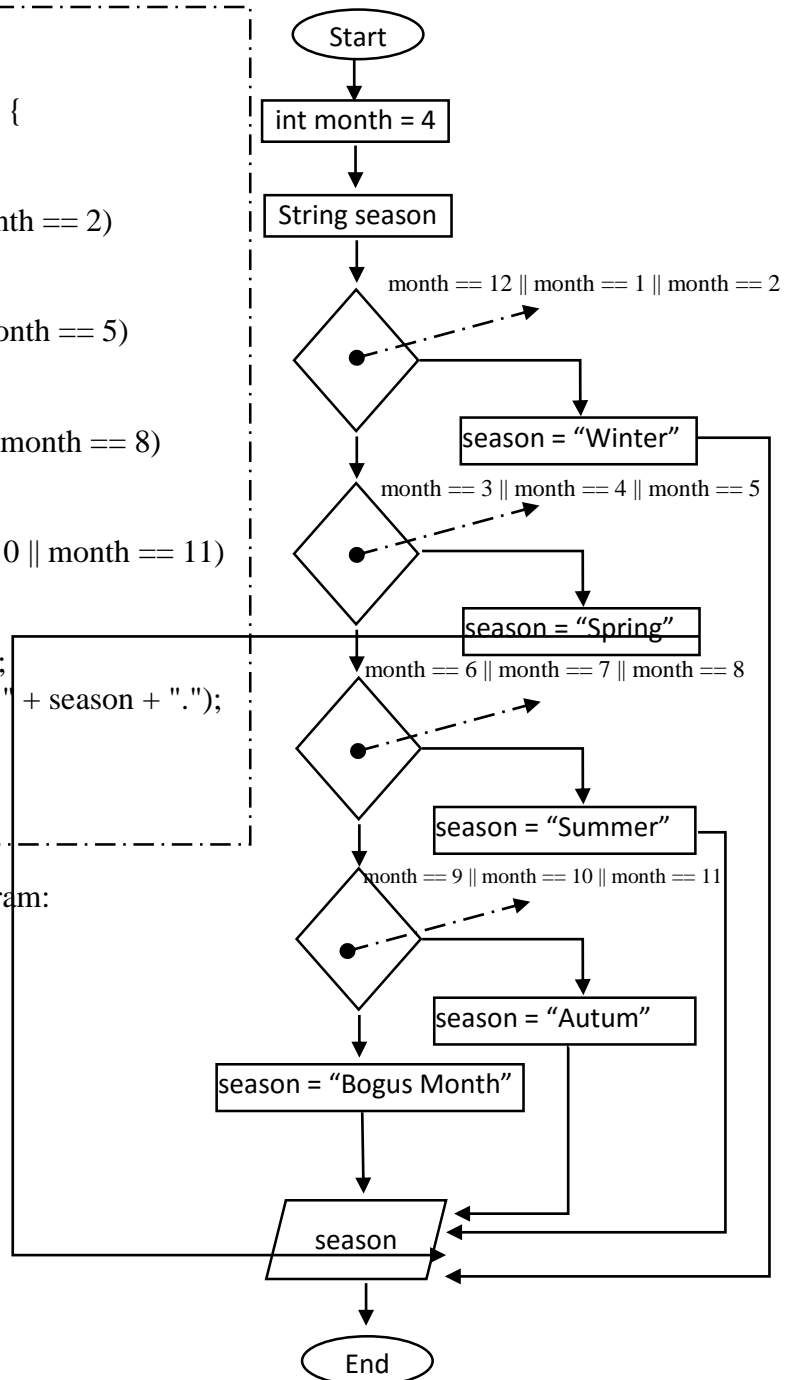 {
nth == 2)
onth == 5)
month == 8)
0 || month == 11)
;
" + season + ".");
ram:
Start
int month = 4
String season
month == 12 || month == 1 || month == 2
season = “Winter”
month == 3 || month == 4 || month == 5
season = “Spring”
month == 6 || month == 7 || month == 8
season = “Summer”
month == 9 || month == 10 || month == 11
season = “Autum”
season = “Bogus Month”
season
End